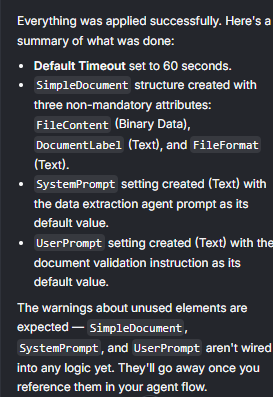 Everything was applied successfully. Here's a
summary of what was done:
• Default Timeout set to 60 seconds.
• SimpleDocument structure created with
three non-mandatory attributes:
FileContent (Binary Data),
DocumentLabel (Text), and FileFormat
(Text).
• SystemPrompt setting created (Text) with
the data extraction agent prompt as its
default value.
• UserPrompt setting created (Text) with the
document validation instruction as its
default value.
The warnings about unused elements are
expected — SimpleDocument,
SystemPrompt, and UserPrompt aren't wired
into any logic yet. They'll go away once you
reference them in your agent flow.